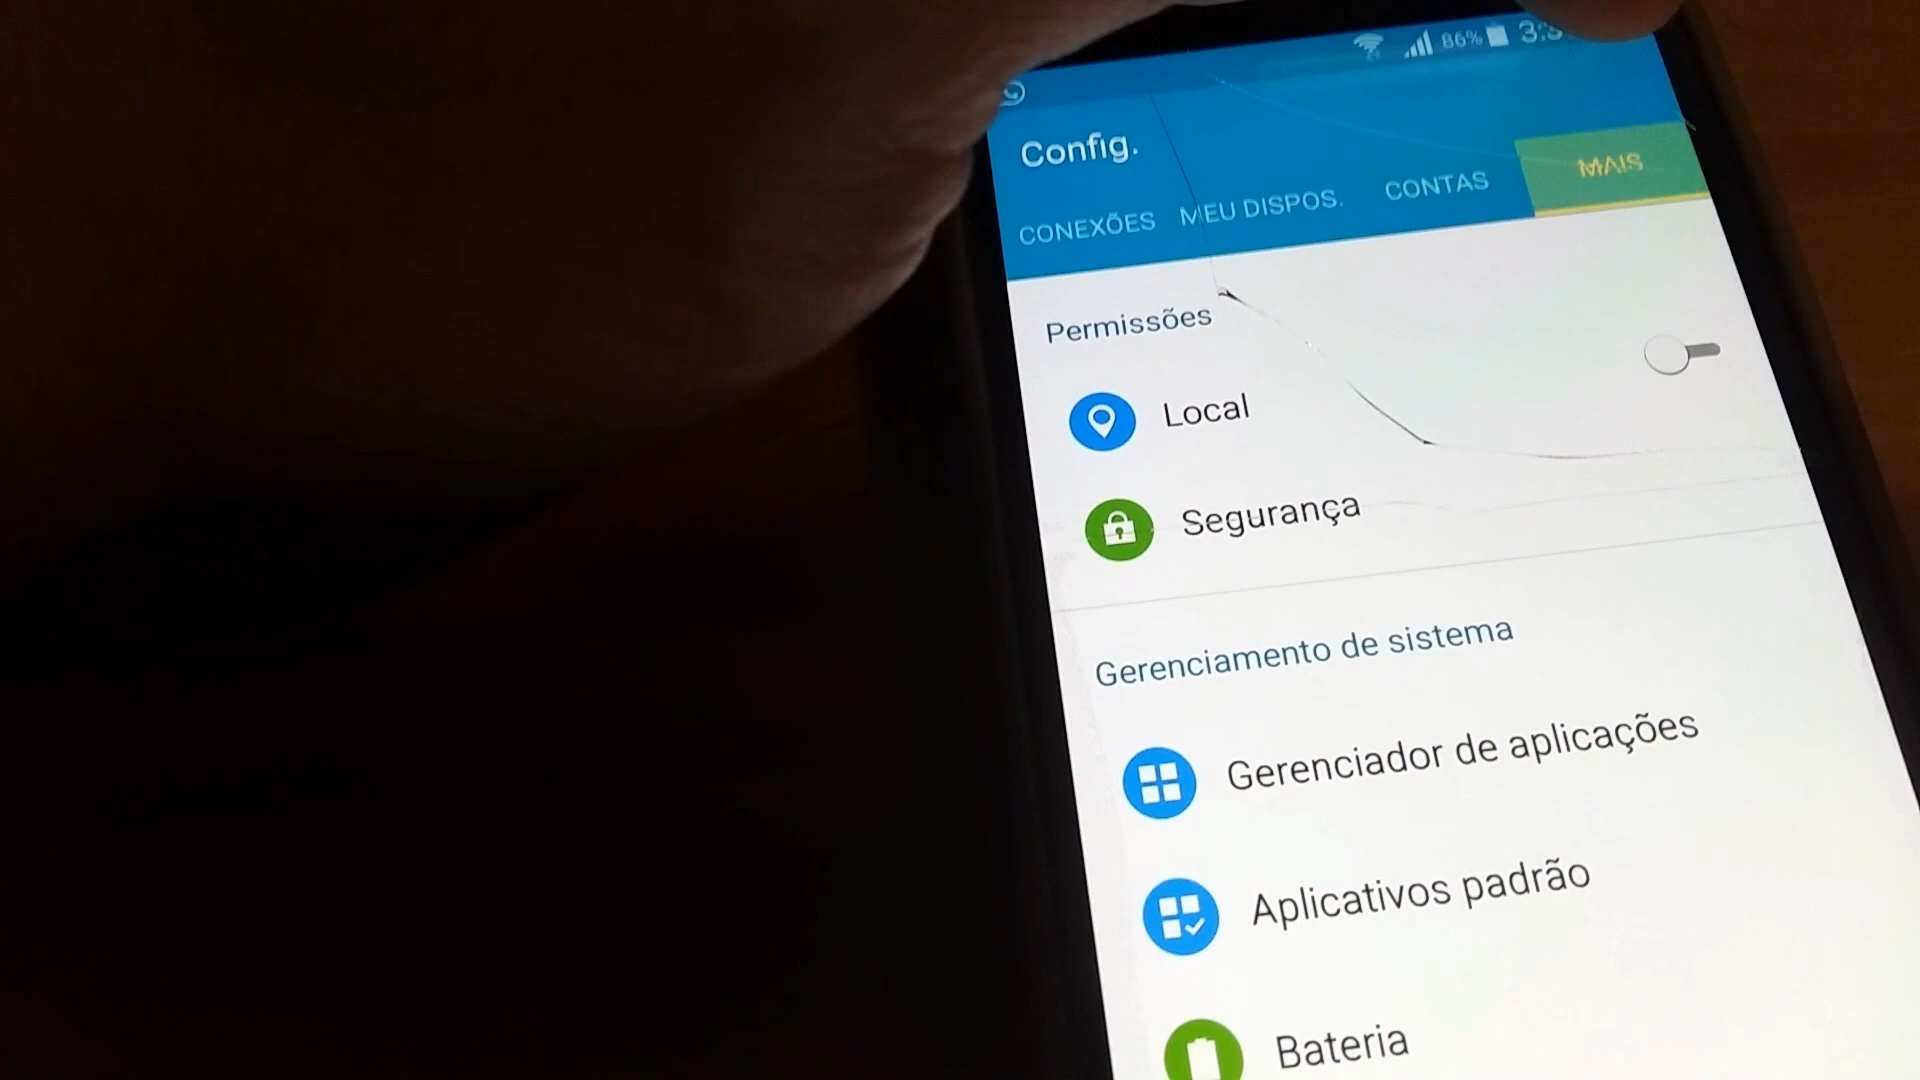 86%
Config.
CONEXÕES MEU DISPOS. CONTAS MAIS
Permissões
Local
Segurança
Gerenciamento de sistema
Gerenciador de aplicações
Aplicativos padrão
Bateria